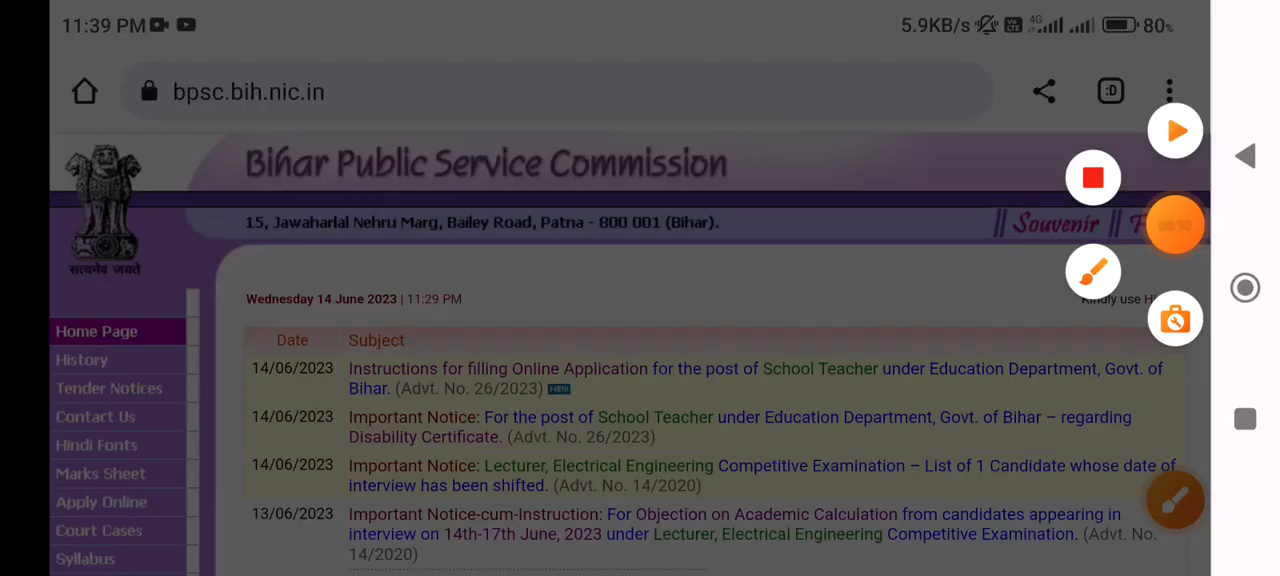 11:39 PM 5.9KB/s Vo LTE 4G 80%
bpsc.bih.nic.in :D
Bihar Public Service Commission
15, Jawaharlal Nehru Marg, Bailey Road, Patna - 800 001 (Bihar). || Souvenir || F
सत्यमेव जयते
Wednesday 14 June 2023 | 11:29 PM Kindly use H
Home Page
History
Tender Notices
Contact Us
Hindi Fonts
Marks Sheet
Apply Online
Court Cases
Syllabus
Date Subject
14/06/2023 Instructions for filling Online Application for the post of School Teacher under Education Department, Govt. of
Bihar. (Advt. No. 26/2023) NEW
14/06/2023 Important Notice: For the post of School Teacher under Education Department, Govt. of Bihar – regarding
Disability Certificate. (Advt. No. 26/2023)
14/06/2023 Important Notice: Lecturer, Electrical Engineering Competitive Examination – List of 1 Candidate whose date of
interview has been shifted. (Advt. No. 14/2020)
13/06/2023 Important Notice-cum-Instruction: For Objection on Academic Calculation from candidates appearing in
interview on 14th-17th June, 2023 under Lecturer, Electrical Engineering Competitive Examination. (Advt. No.
14/2020)